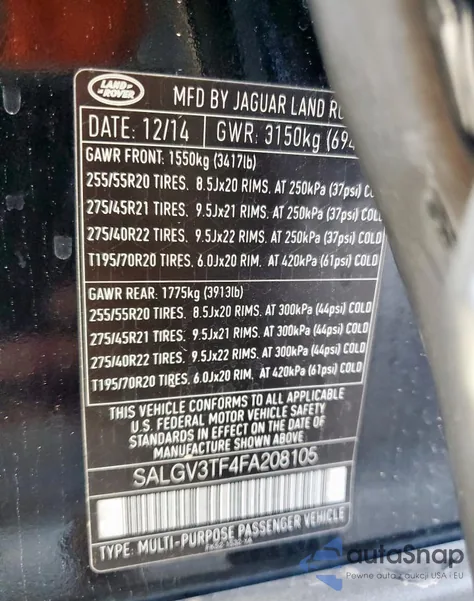 LAND ROVER
MFD BY JAGUAR LAND
DATE: 12/14 GWR: 3150kg
GAWR FRONT: 1550kg (3417lb)
255/55R20 TIRES. 8.5Jx20 RIMS. AT 250kPa (37psi)
275/45R21 TIRES. 9.5Jx21 RIMS. AT 250kPa (37psi) COLD
275/40R22 TIRES. 9.5Jx22 RIMS. AT 250kPa (37psi) COLD
T195/70R20 TIRES. 6.0Jx20 RIM. AT 420kPa (61psi) COLD
GAWR REAR: 1775kg (3913lb)
255/55R20 TIRES. 8.5Jx20 RIMS. AT 300kPa (44psi) COLD
275/45R21 TIRES. 9.5Jx21 RIMS. AT 300kPa (44psi) COLD
275/40R22 TIRES. 9.5Jx22 RIMS. AT 300kPa (44psi) COLD
T195/70R20 TIRES. 6.0Jx20 RIM. AT 420kPa (61psi) COLD
THIS VEHICLE CONFORMS TO ALL APPLICABLE
U.S. FEDERAL MOTOR VEHICLE SAFETY
STANDARDS IN EFFECT ON THE DATE OF
MANUFACTURE SHOWN ABOVE
SALGV3TF4FA208105
TYPE: MULTI-PURPOSE PASSENGER VEHICLE
autoSnap
Pewne auta z aukcji USA i EU